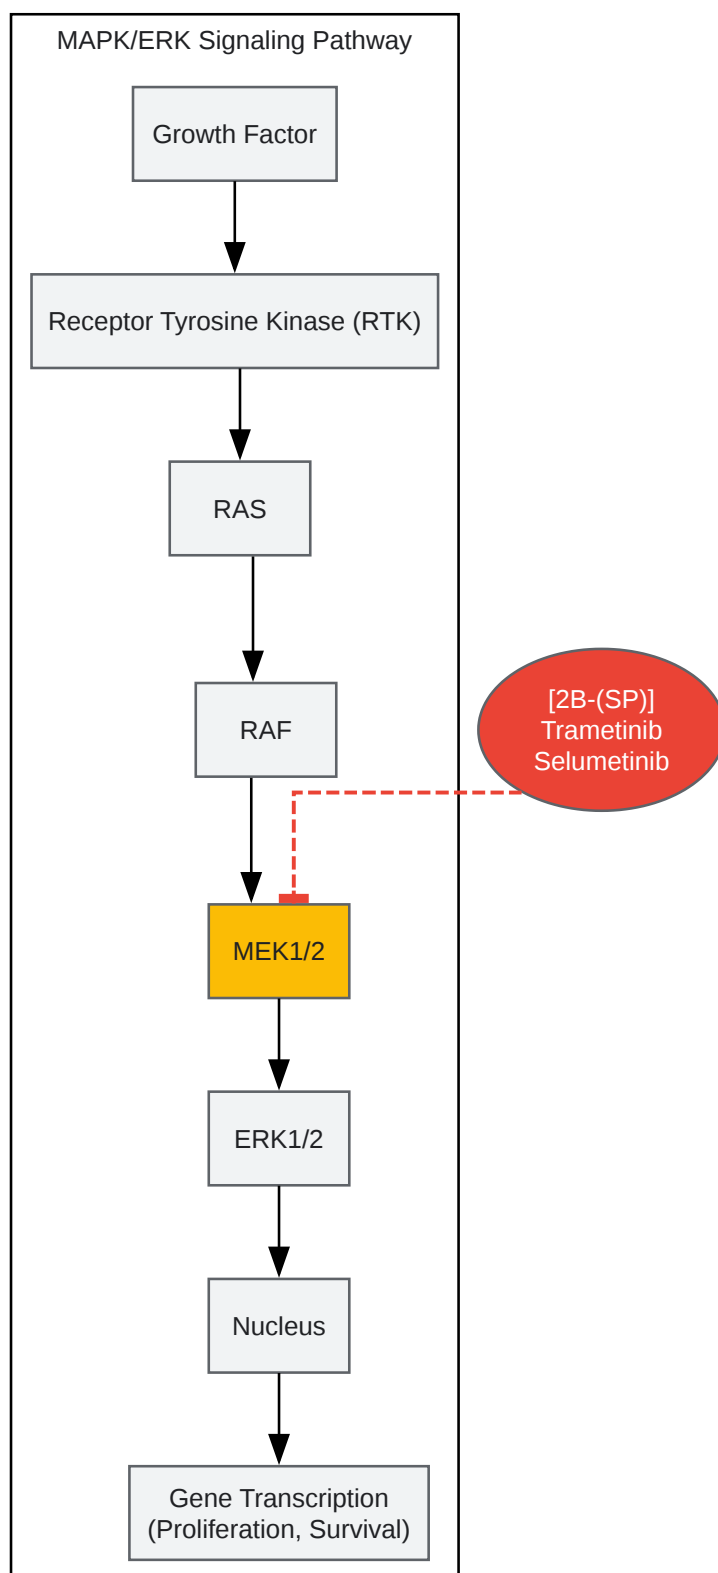 MAPK/ERK Signaling Pathway
Growth Factor
Receptor Tyrosine Kinase (RTK)
RAS
RAF
[2B-(SP)]
Trametinib
Selumetinib
MEK1/2
ERK1/2
Nucleus
Gene Transcription
(Proliferation, Survival)